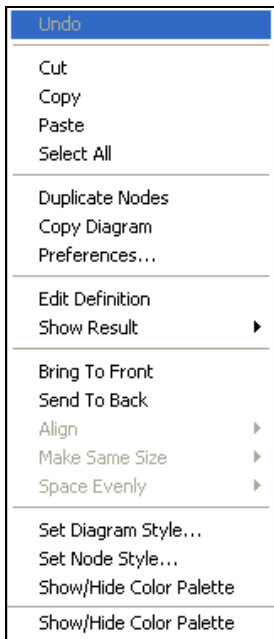 Undo
Cut
Copy
Paste
Select All
Duplicate Nodes
Copy Diagram
Preferences...
Edit Definition
Show Result
Bring To Front
Send To Back
Align
Make Same Size
Space Evenly
Set Diagram Style...
Set Node Style...
Show/Hide Color Palette
Show/Hide Color Palette